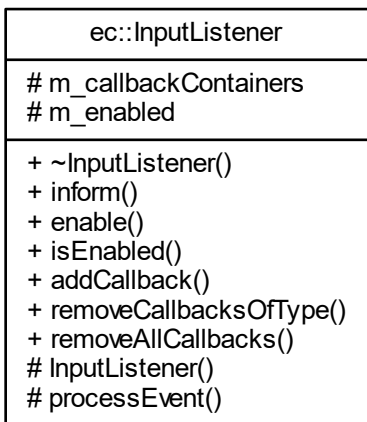 ec::InputListener
# m_callbackContainers
# m_enabled
+ ~InputListener()
+ inform()
+ enable()
+ isEnabled()
+ addCallback()
+ removeCallbacksOfType()
+ removeAllCallbacks()
# InputListener()
# processEvent()